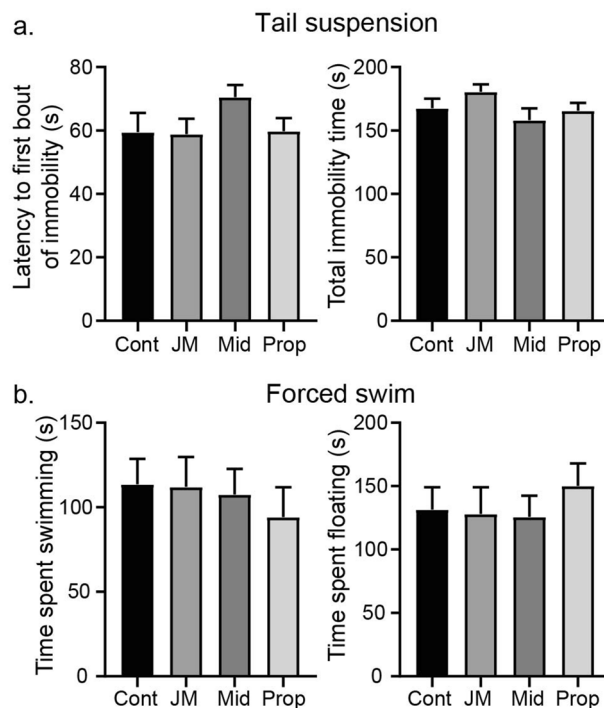 a.
Tail suspension
Latency to first bout
of immobility (s)
80
60
40
20
0
Cont JM Mid Prop
Total immobility time (s)
200
150
100
50
0
Cont JM Mid Prop
b.
Forced swim
Time spent swimming (s)
150
100
50
0
Cont JM Mid Prop
Time spent floating (s)
200
150
100
50
0
Cont JM Mid Prop